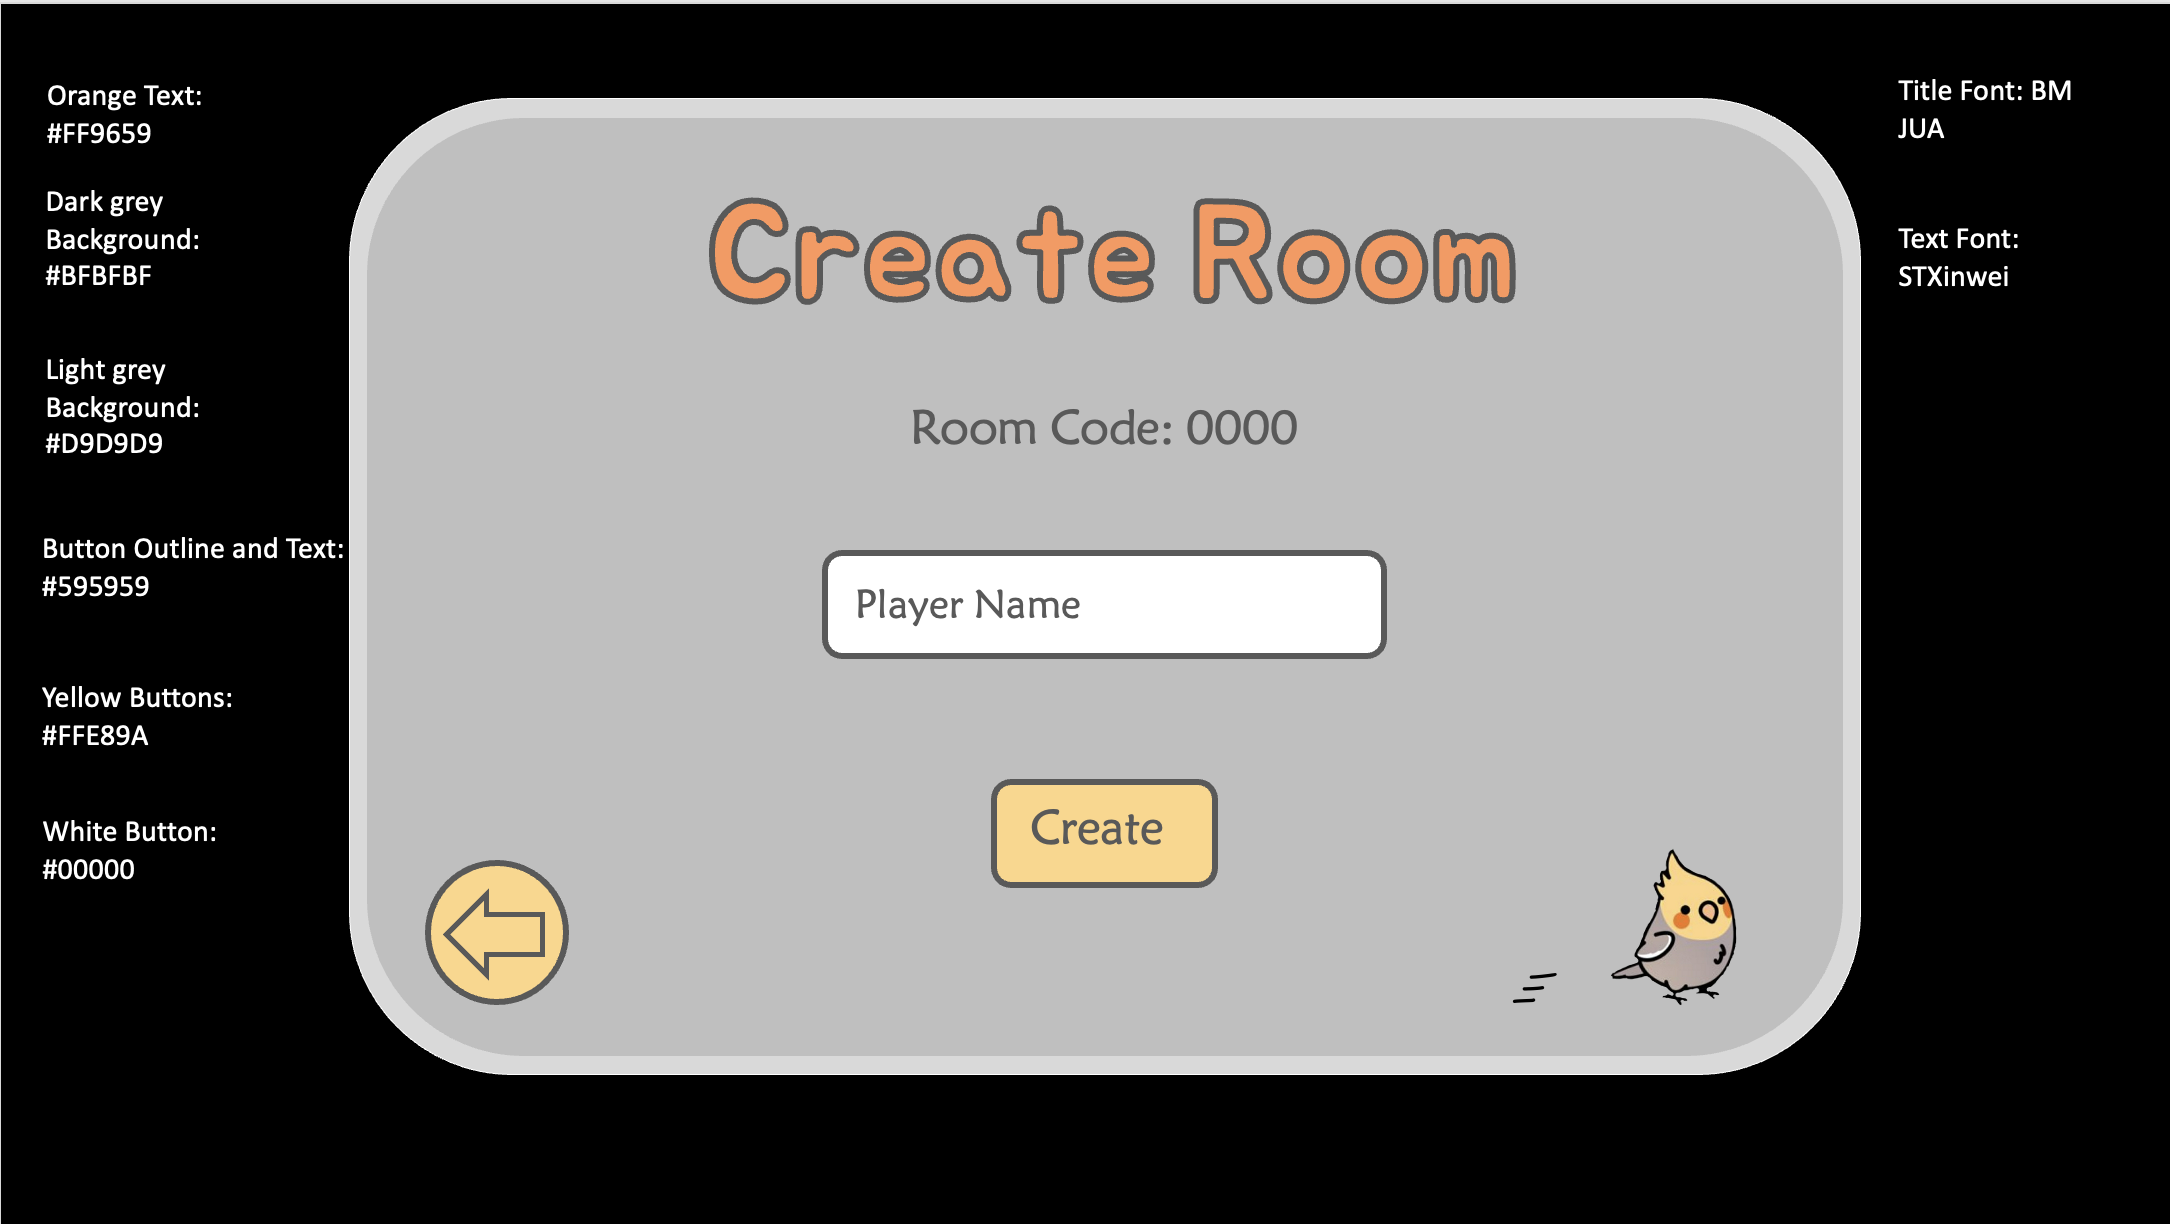 Orange Text:
#FF9659
Dark grey
Background:
#BFBFBF
Light grey
Background:
#D9D9D9
Button Outline and Text:
#595959
Yellow Buttons:
#FFE89A
White Button:
#00000
Create Room
Room Code: 0000
Player Name
Create
Title Font: BM
JUA
Text Font:
STXinwei